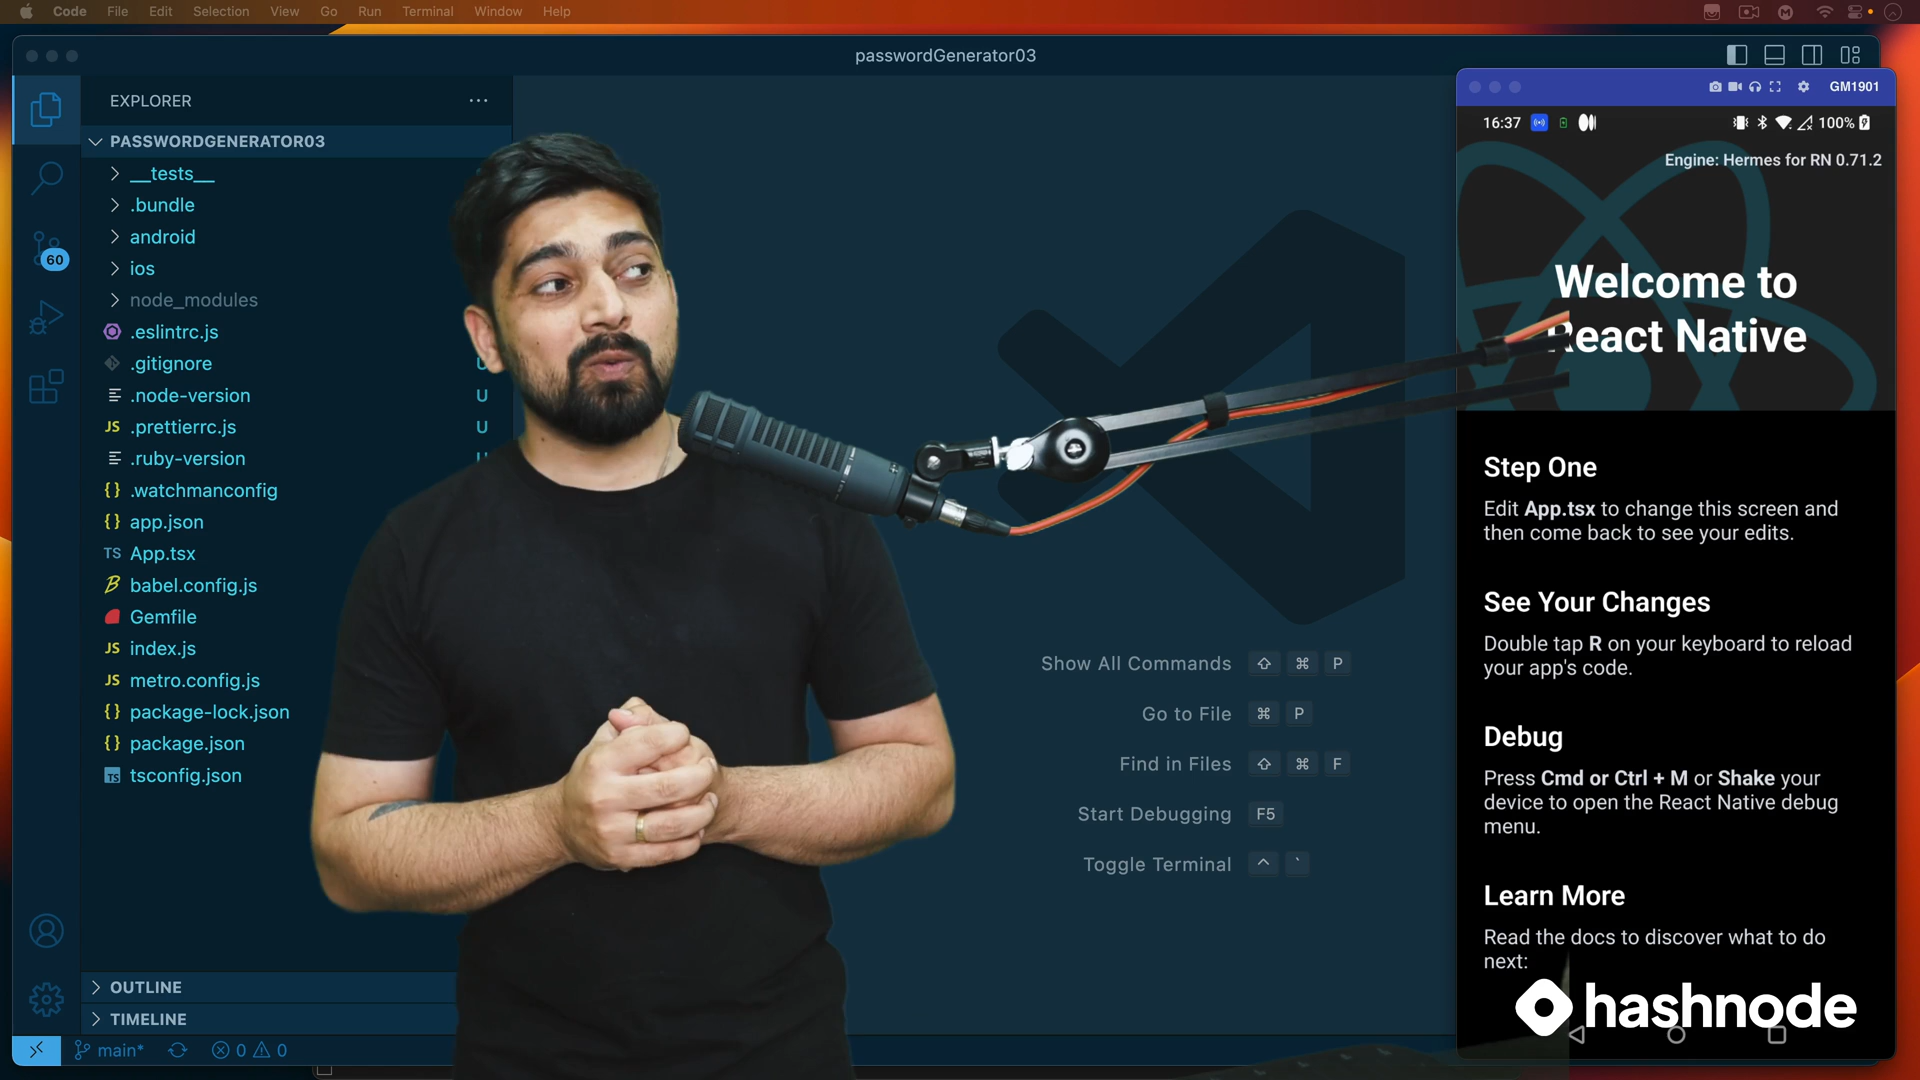 Code File Edit Selection View Go Run Terminal Window Help
passwordGenerator03
EXPLORER
PASSWORDGENERATOR03
__tests__
.bundle
android
ios
node_modules
.eslintrc.js
.gitignore
U
.node-version
U
JS .prettierrc.js
U
.ruby-version
{} .watchmanconfig
{} app.json
TS App.tsx
babel.config.js
Gemfile
JS index.js
JS metro.config.js
{} package-lock.json
{} package.json
TS tsconfig.json
60
OUTLINE
TIMELINE
main*
0 0
Show All Commands ⇧ ⌘ P
Go to File ⌘ P
Find in Files ⇧ ⌘ F
Start Debugging F5
Toggle Terminal ^ `
GM1901
16:37
100%
Engine: Hermes for RN 0.71.2
Welcome to
React Native
Step One
Edit App.tsx to change this screen and
then come back to see your edits.
See Your Changes
Double tap R on your keyboard to reload
your app's code.
Debug
Press Cmd or Ctrl + M or Shake your
device to open the React Native debug
menu.
Learn More
Read the docs to discover what to do
next:
hashnode